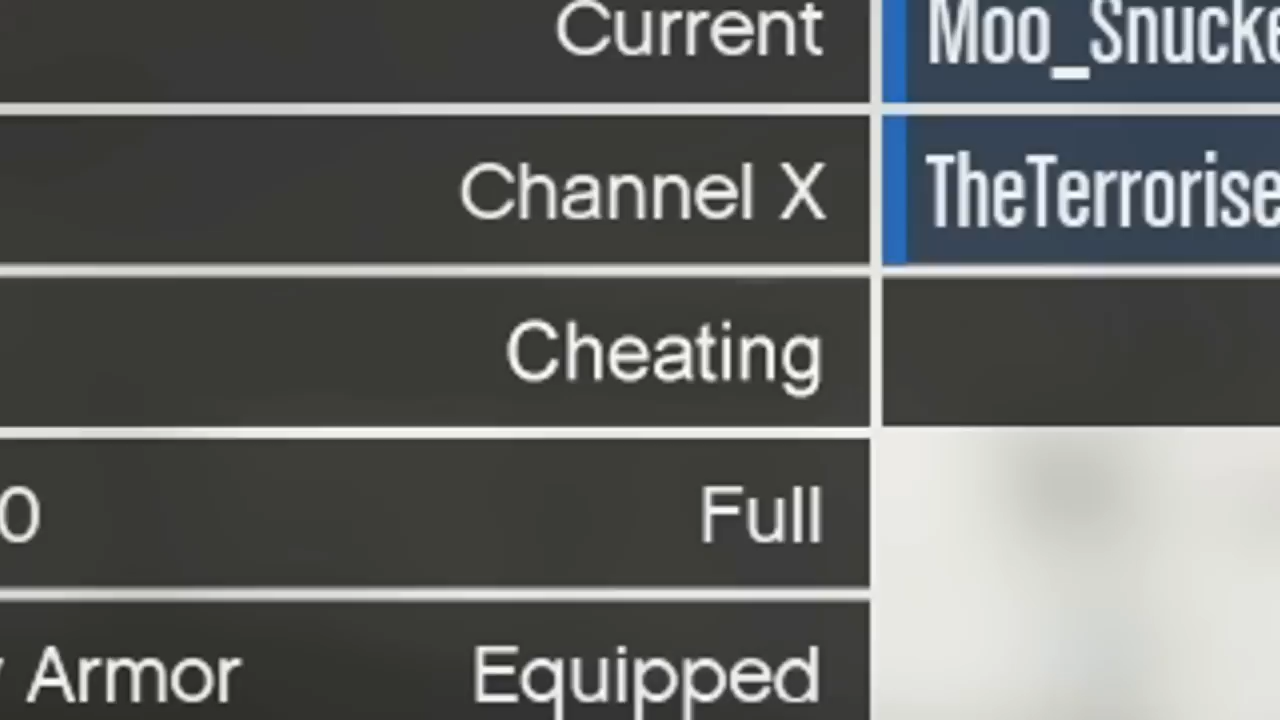 Current
Channel X
Cheating
0 Full
Armor Equipped
Moo_Snucke
TheTerrorise